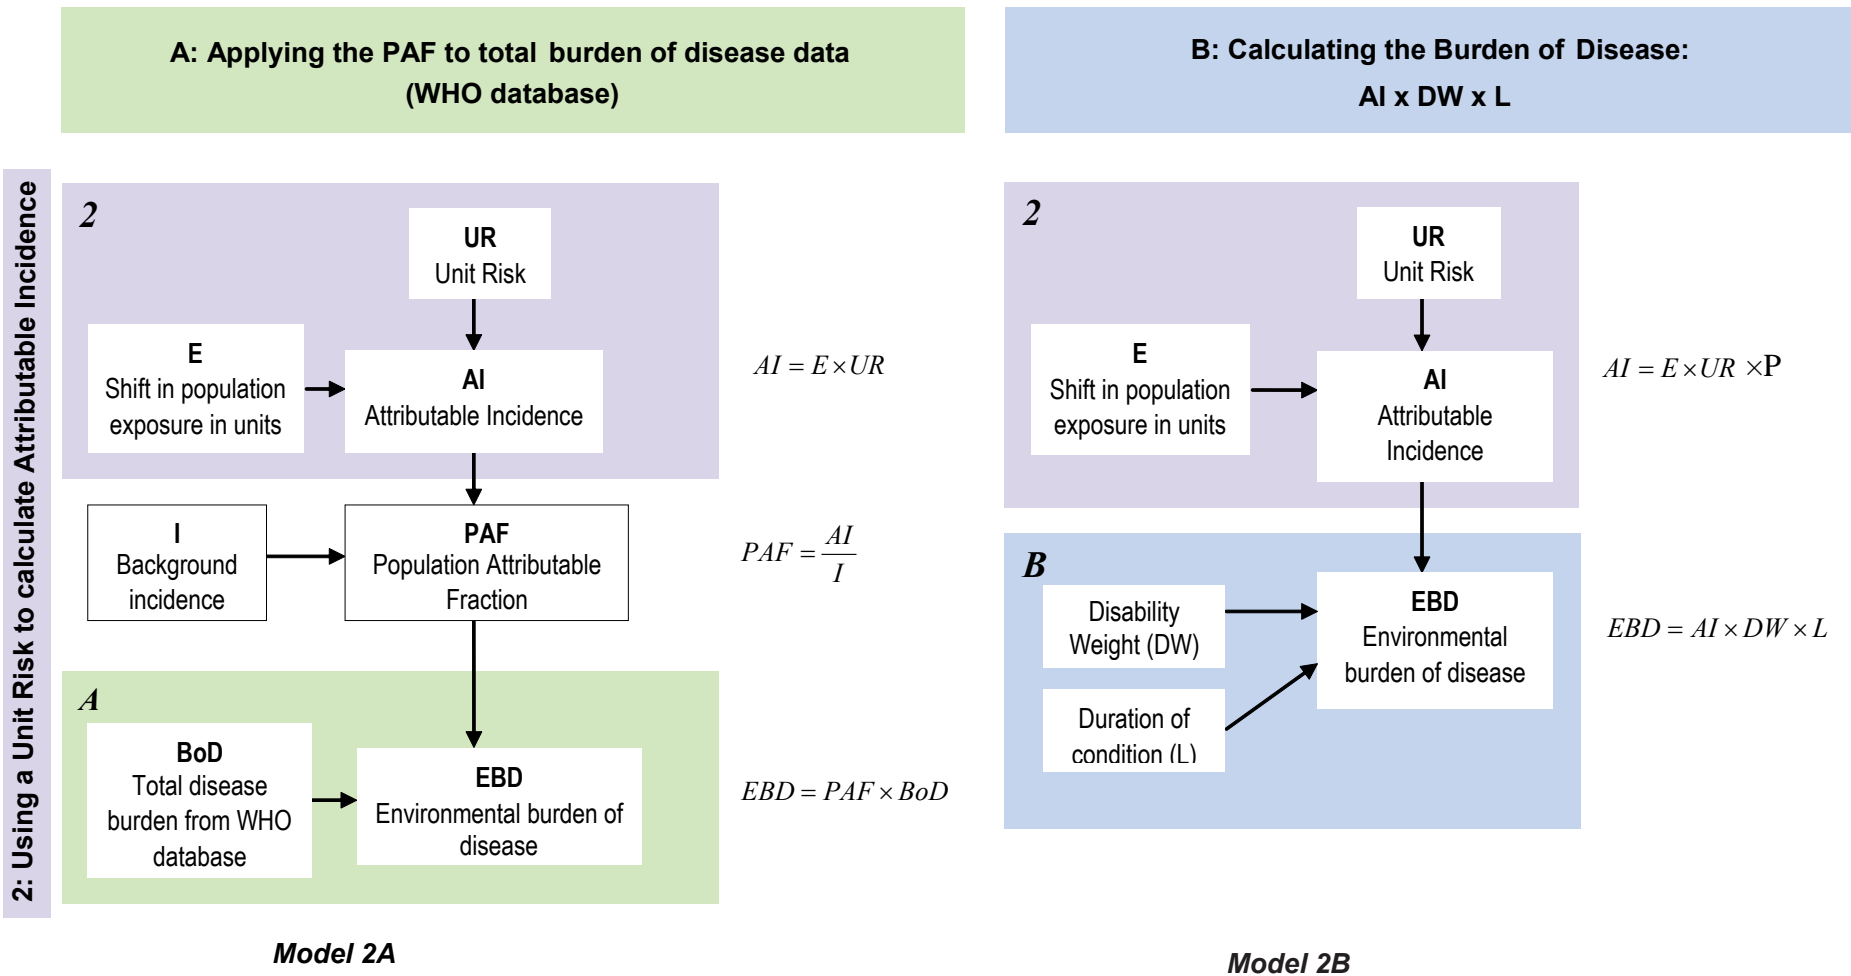 A: Applying the PAF to total burden of disease data
(WHO database)
B: Calculating the Burden of Disease:
AI x DW x L
2: Using a Unit Risk to calculate Attributable Incidence
2
UR
Unit Risk
E
Shift in population
exposure in units
AI
Attributable Incidence
AI = E × UR
I
Background
incidence
PAF
Population Attributable
Fraction
PAF = AI / I
A
BoD
Total disease
burden from WHO
database
EBD
Environmental burden of
disease
EBD = PAF × BoD
Model 2A
2
UR
Unit Risk
E
Shift in population
exposure in units
AI
Attributable
Incidence
AI = E × UR × P
B
Disability
Weight (DW)
Duration of
condition (L)
EBD
Environmental
burden of disease
EBD = AI × DW × L
Model 2B